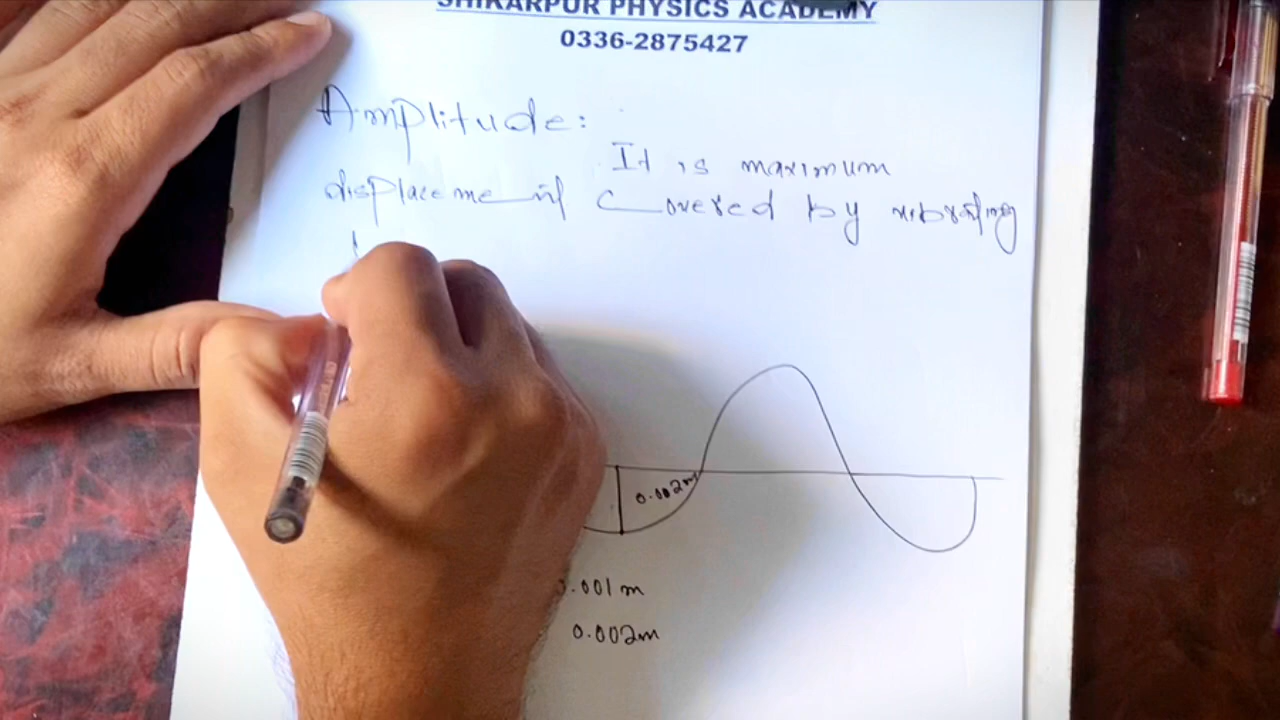 SHIKARPUR PHYSICS ACADEMY
0336-2875427
Amplitude:
It is maximum
displacement Covered by vibrating
0.002m
.001 m
0.002m